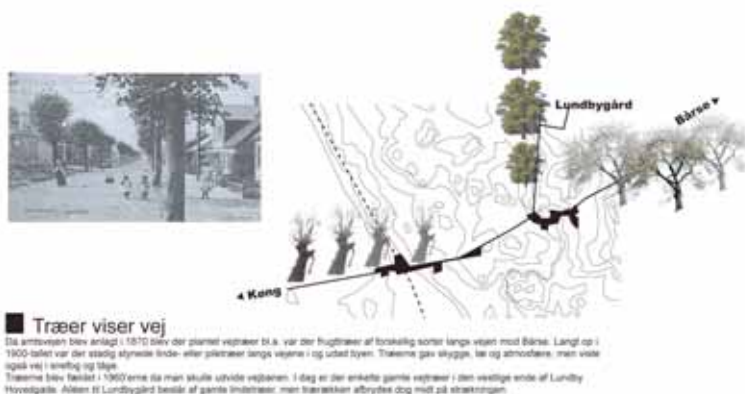 Lundbygård
Bårse
Kong
Træer viser vej
Da amtsvejen blev anlagt i 1870 blev der plantet vejtræer bl.a. var der frugttræer af forskellig sorter langs vejen mod Bårse. Langt op i
1900-tallet var der stadig stynede linde- eller piletræer langs vejene i og udad byen. Træerne gav skygge, læ og atmosfære, men viste
også vej i snefog og tåge.
Træerne blev fældet i 1960'erne da man skulle udvide vejbanen. I dag er der enkelte gamle vejtræer i den vestlige ende af Lundby
Hovedgade. Alléen til Lundbygård består af gamle lindetræer, men trærækken afbrydes dog midt på strækningen.